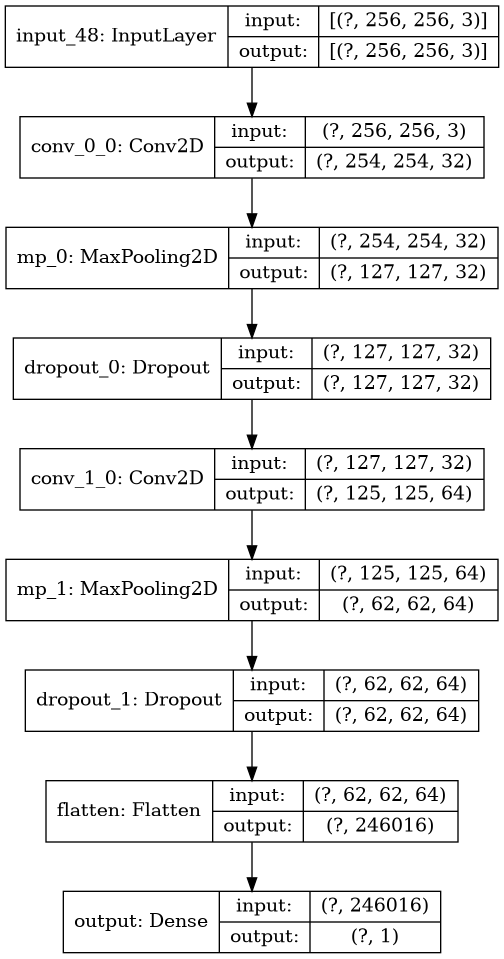 input_48: InputLayer
input: [(?, 256, 256, 3)]
output: [(?, 256, 256, 3)]
conv_0_0: Conv2D
input: (?, 256, 256, 3)
output: (?, 254, 254, 32)
mp_0: MaxPooling2D
input: (?, 254, 254, 32)
output: (?, 127, 127, 32)
dropout_0: Dropout
input: (?, 127, 127, 32)
output: (?, 127, 127, 32)
conv_1_0: Conv2D
input: (?, 127, 127, 32)
output: (?, 125, 125, 64)
mp_1: MaxPooling2D
input: (?, 125, 125, 64)
output: (?, 62, 62, 64)
dropout_1: Dropout
input: (?, 62, 62, 64)
output: (?, 62, 62, 64)
flatten: Flatten
input: (?, 62, 62, 64)
output: (?, 246016)
output: Dense
input: (?, 246016)
output: (?, 1)